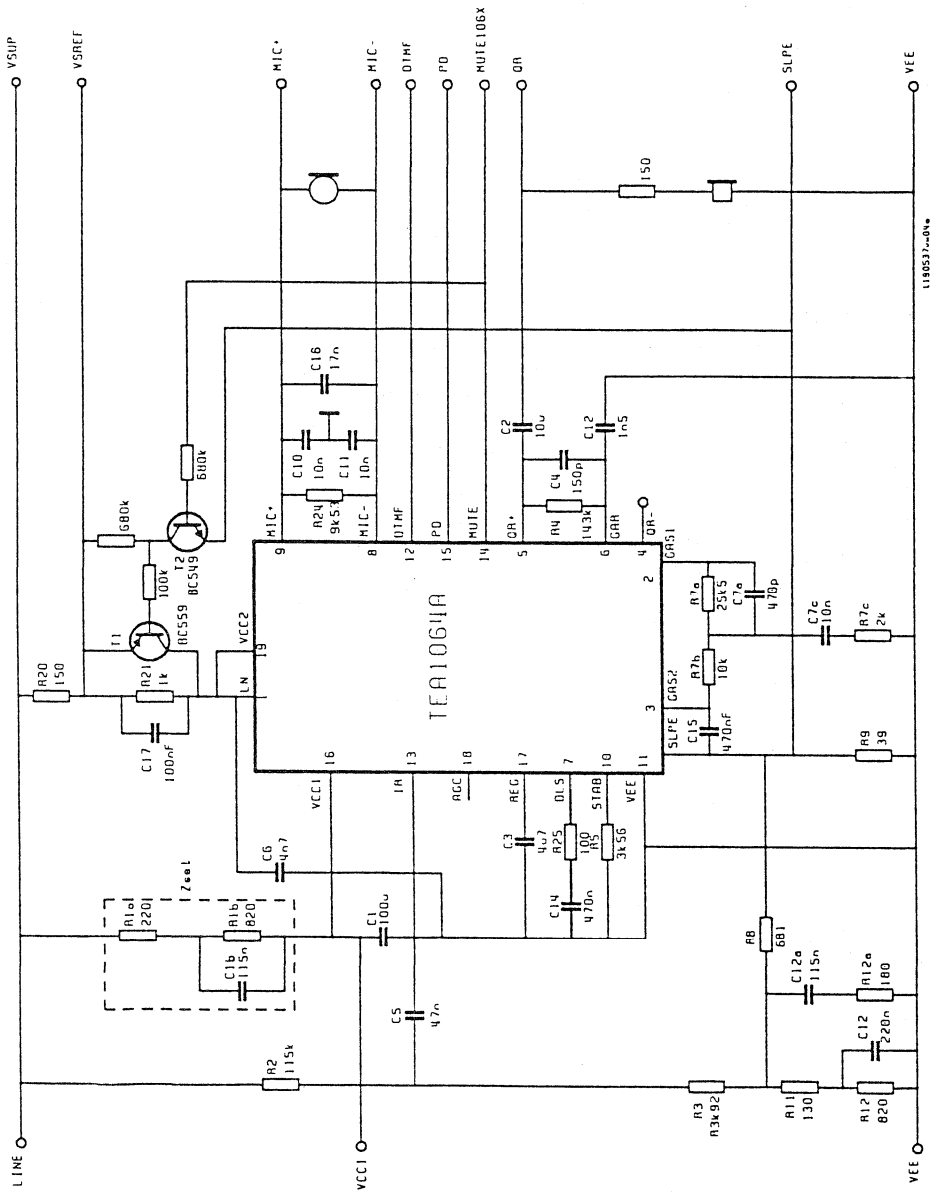 LINE
VSUP
VSREF
R20
150
R21
1k
C17
100nF
T1
BC559
100k
680k
T2
BC549
680k
Zsal
R1a
220
R1b
820
C1b
115n
R2
115k
C6
4n7
C1
100u
C5
47n
VCC1
VCC2
19
LN
VCC1
16
IR
13
AGC
18
REG
17
DLS
7
STAB
10
VEE
11
TEA1064A
MIC+
9
MIC-
8
DTMF
12
PD
15
MUTE
14
QR+
5
GAR
6
QR-
4
GAS1
2
GAS2
3
SLPE
MIC+
MIC-
DTMF
PD
MUTE106X
QR
SLPE
VEE
R24
9k53
C10
10n
C11
10n
C16
17n
C2
10u
C4
150p
R4
143k
C12
1n5
150
C3
4u7
R25
100
R5
3k56
C14
470n
R7a
25k5
C7a
470p
R7b
10k
C7c
10n
R7c
2k
C15
470nF
R9
39
R8
681
C12a
115n
R12a
180
C12
220n
R3
R3k92
R11
130
R12
820
VEE